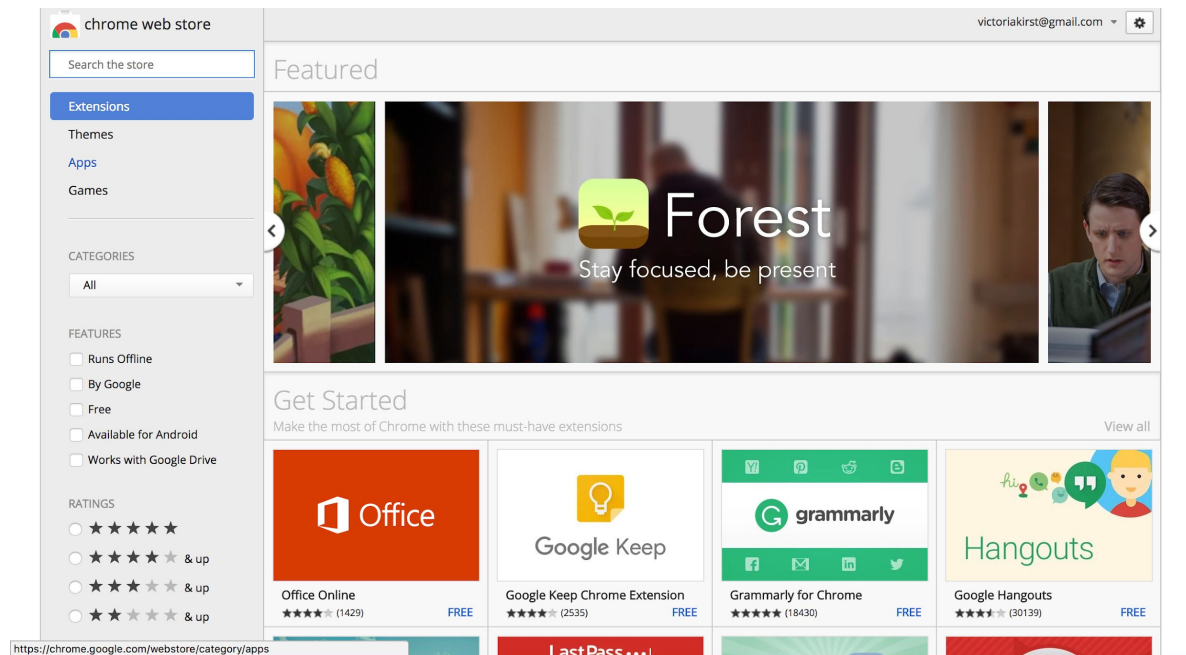 chrome web store
victoriakirst@gmail.com
Search the store
Extensions
Themes
Apps
Games
CATEGORIES
All
FEATURES
Runs Offline
By Google
Free
Available for Android
Works with Google Drive
RATINGS
& up
& up
& up
Featured
Forest
Stay focused, be present
Get Started
Make the most of Chrome with these must-have extensions
View all
Office
Office Online
(1429)
FREE
Google Keep
Google Keep Chrome Extension
(2535)
FREE
grammarly
Grammarly for Chrome
(18430)
FREE
hi
Hangouts
Google Hangouts
(30139)
FREE
LastPass
https://chrome.google.com/webstore/category/apps